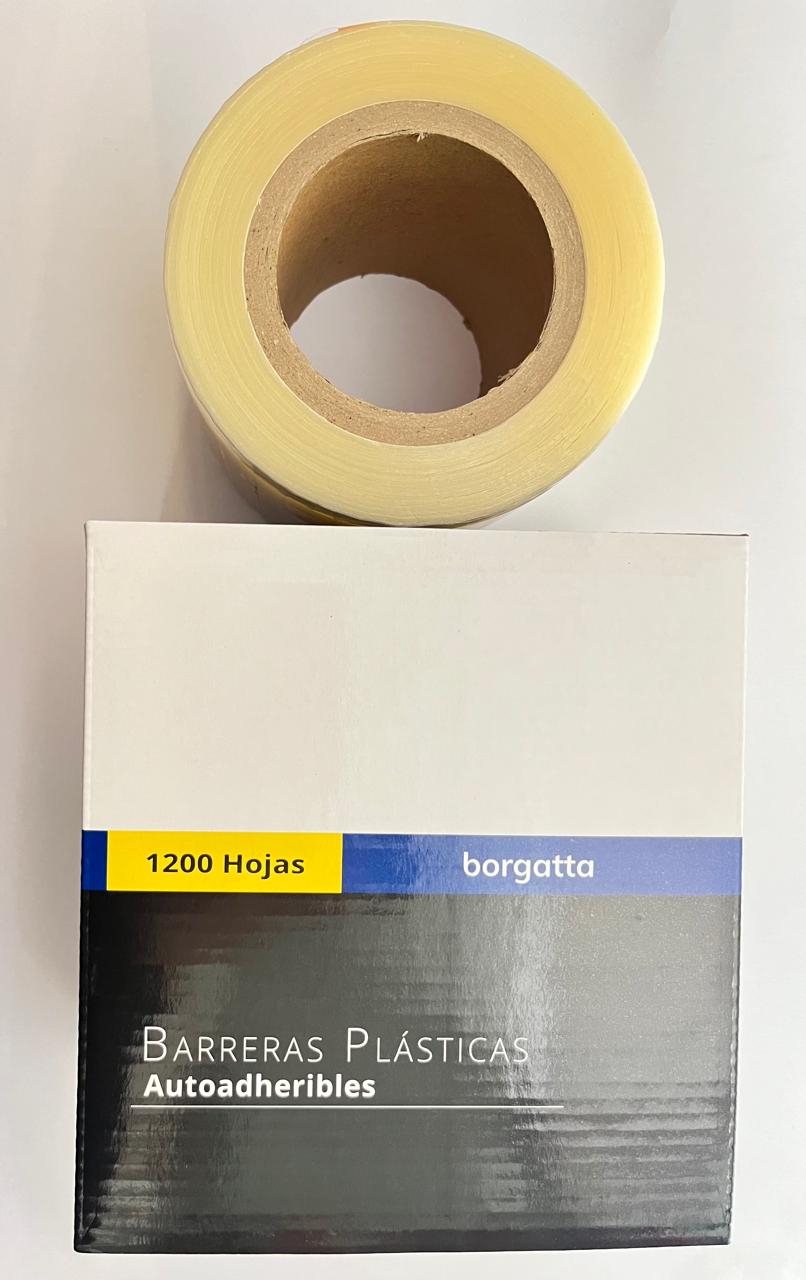 1200 Hojas
borgatta
BARRERAS PLÁSTICAS
Autoadheribles